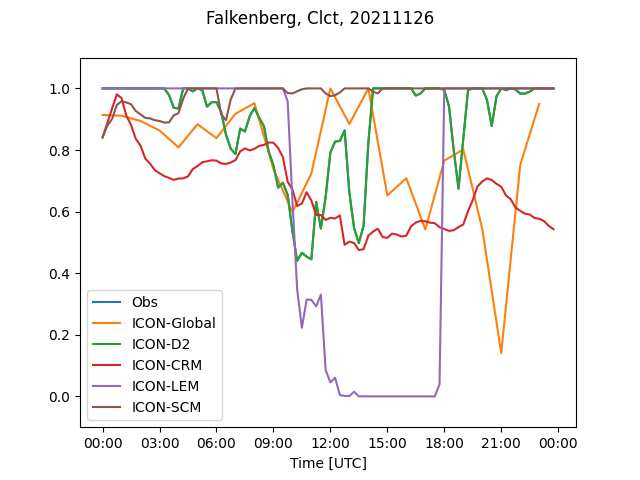 Falkenberg, Clct, 20211126
1.0
0.8
0.6
0.4
0.2
0.0
Obs
ICON-Global
ICON-D2
ICON-CRM
ICON-LEM
ICON-SCM
00:00 03:00 06:00 09:00 12:00 15:00 18:00 21:00 00:00
Time [UTC]